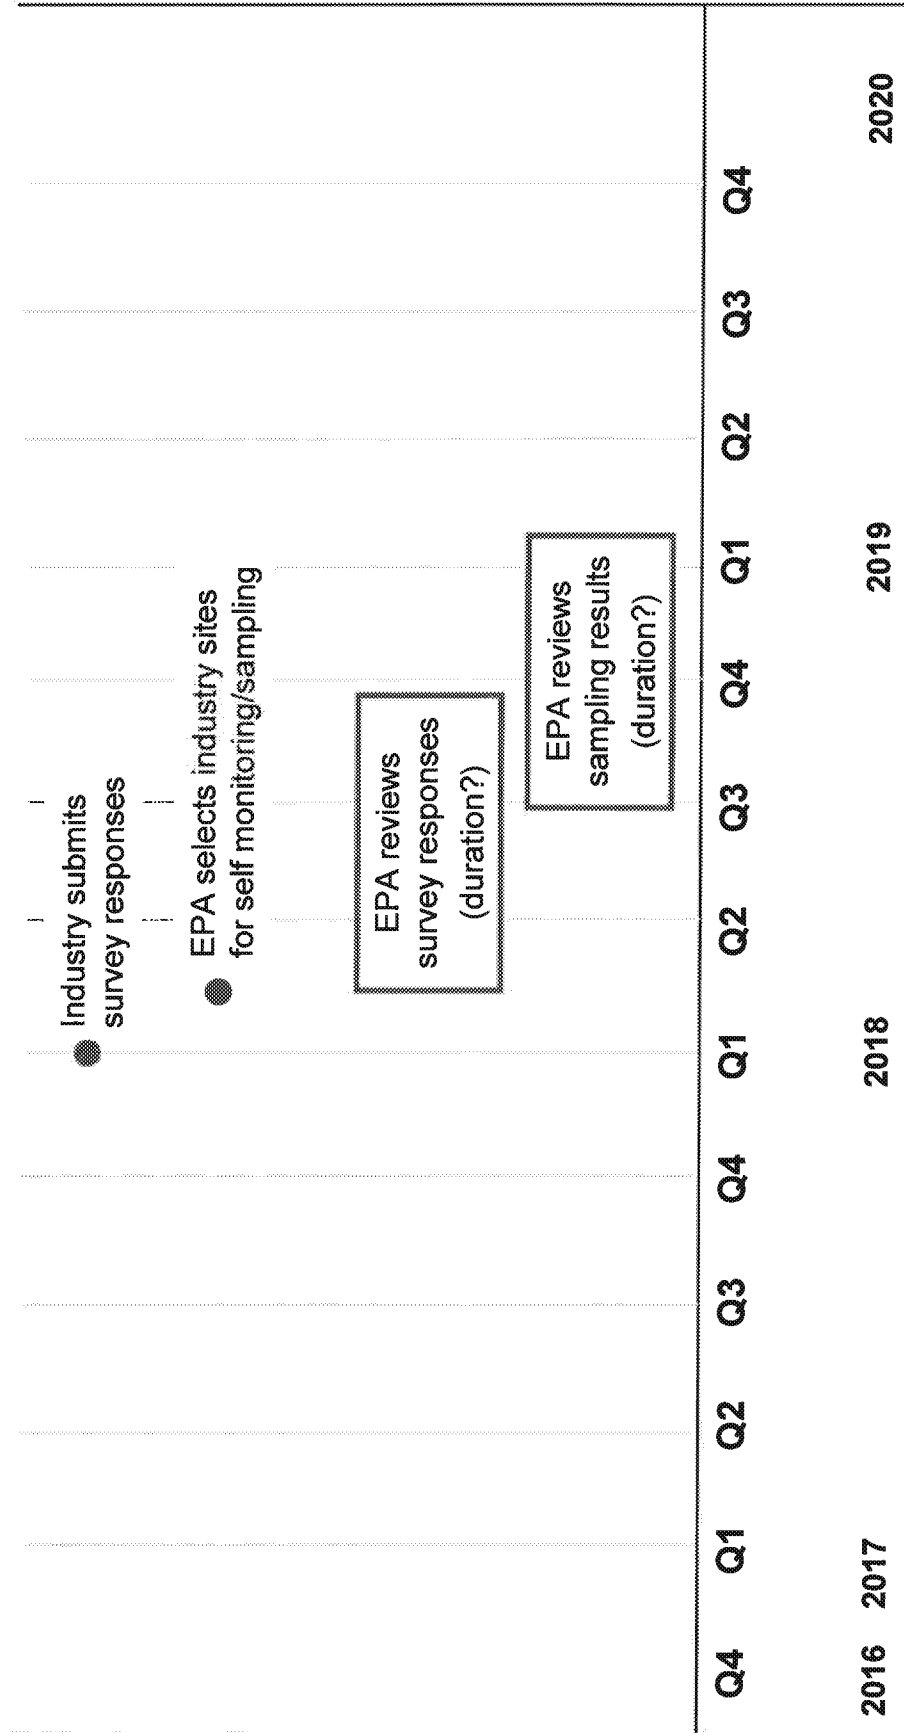 Industry submits
survey responses
EPA selects industry sites
for self monitoring/sampling
EPA reviews
survey responses
(duration?)
EPA reviews
sampling results
(duration?)
Q4 Q1 Q2 Q3 Q4 Q1 Q2 Q3 Q4 Q1 Q2 Q3 Q4
2016 2017 2018 2019 2020